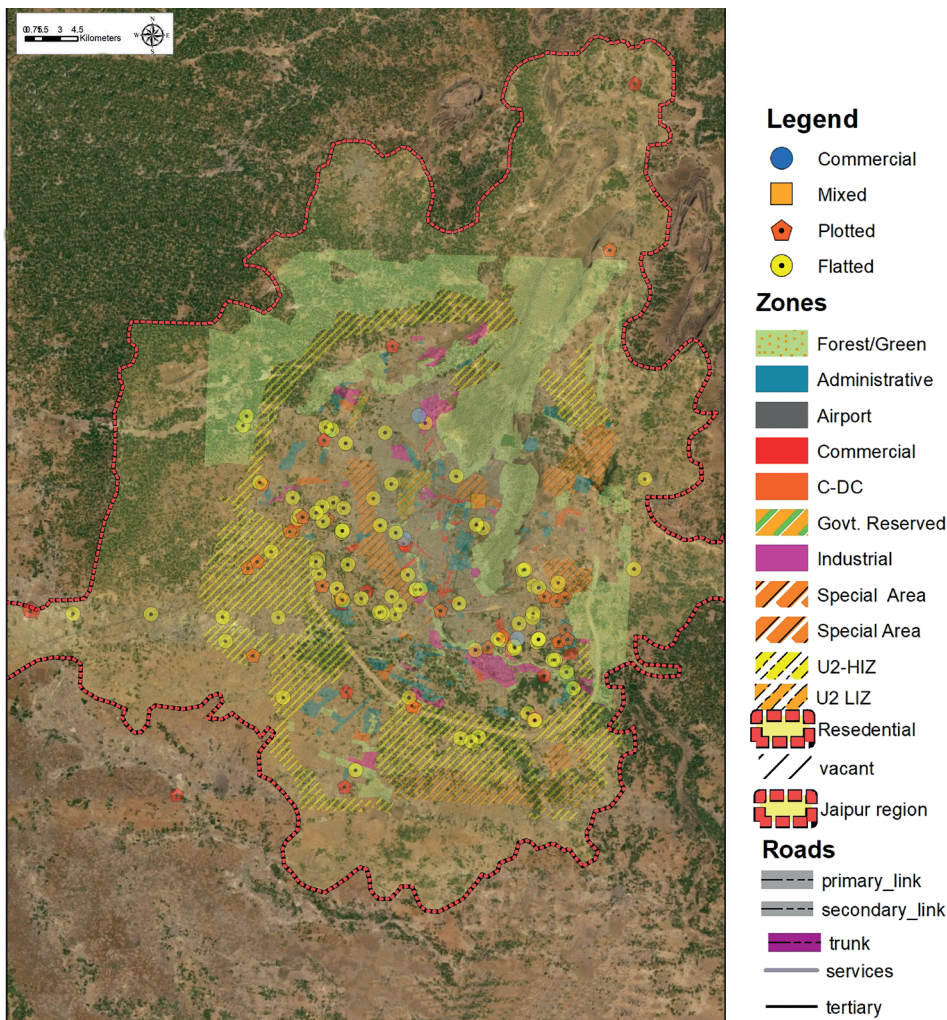 N
W E
S
0 0.75 1.5 3 4.5
Kilometers
Legend
Commercial
Mixed
Plotted
Flatted
Zones
Forest/Green
Administrative
Airport
Commercial
C-DC
Govt. Reserved
Industrial
Special Area
Special Area
U2-HIZ
U2 LIZ
Resedential
vacant
Jaipur region
Roads
primary_link
secondary_link
trunk
services
tertiary